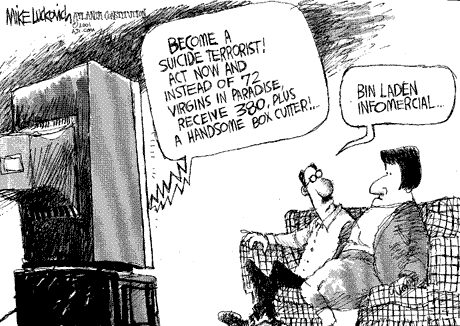 MIKE LUCKOVICH ATLANTA CONSTITUTION
©2001
BECOME A
SUICIDE TERRORIST!
ACT NOW AND
INSTEAD OF 72
VIRGINS IN PARADISE,
RECEIVE 380, PLUS
A HANDSOME BOX CUTTER!..
BIN LADEN
INFOMERCIAL...